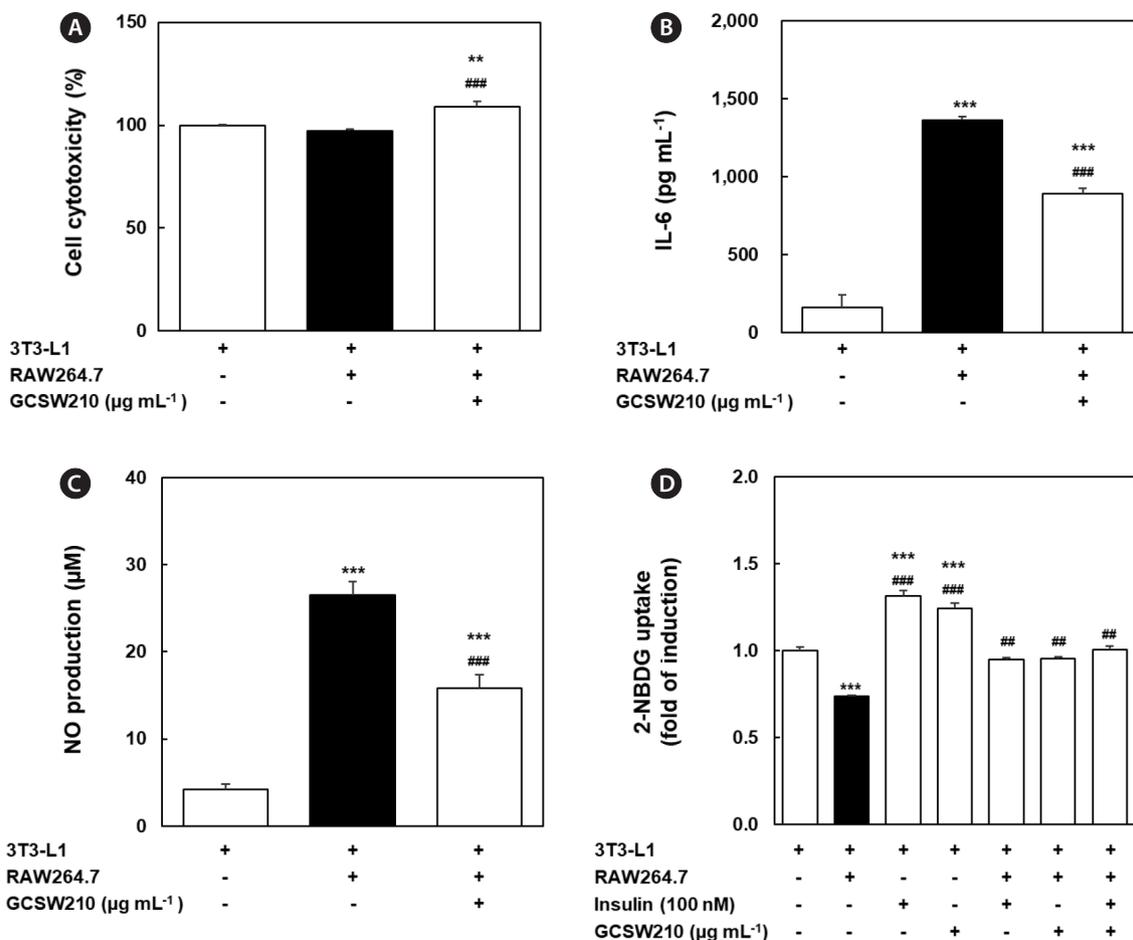 A
Cell cytotoxicity (%)
150
100
50
0
**
###
3T3-L1 + + +
RAW264.7 - + +
GCSW210 (µg mL-1 ) - - +
B
IL-6 (pg mL-1)
2,000
1,500
1,000
500
0
***
***
###
3T3-L1 + + +
RAW264.7 - + +
GCSW210 (µg mL-1 ) - - +
C
NO production (µM)
40
30
20
10
0
***
***
###
3T3-L1 + + +
RAW264.7 - + +
GCSW210 (µg mL-1 ) - - +
D
2-NBDG uptake
(fold of induction)
2.0
1.5
1.0
0.5
0.0
***
***
###
***
###
##
##
##
3T3-L1 + + + + + + +
RAW264.7 - + - - + + +
Insulin (100 nM) - - + - + - +
GCSW210 (µg mL-1 ) - - - + - + +